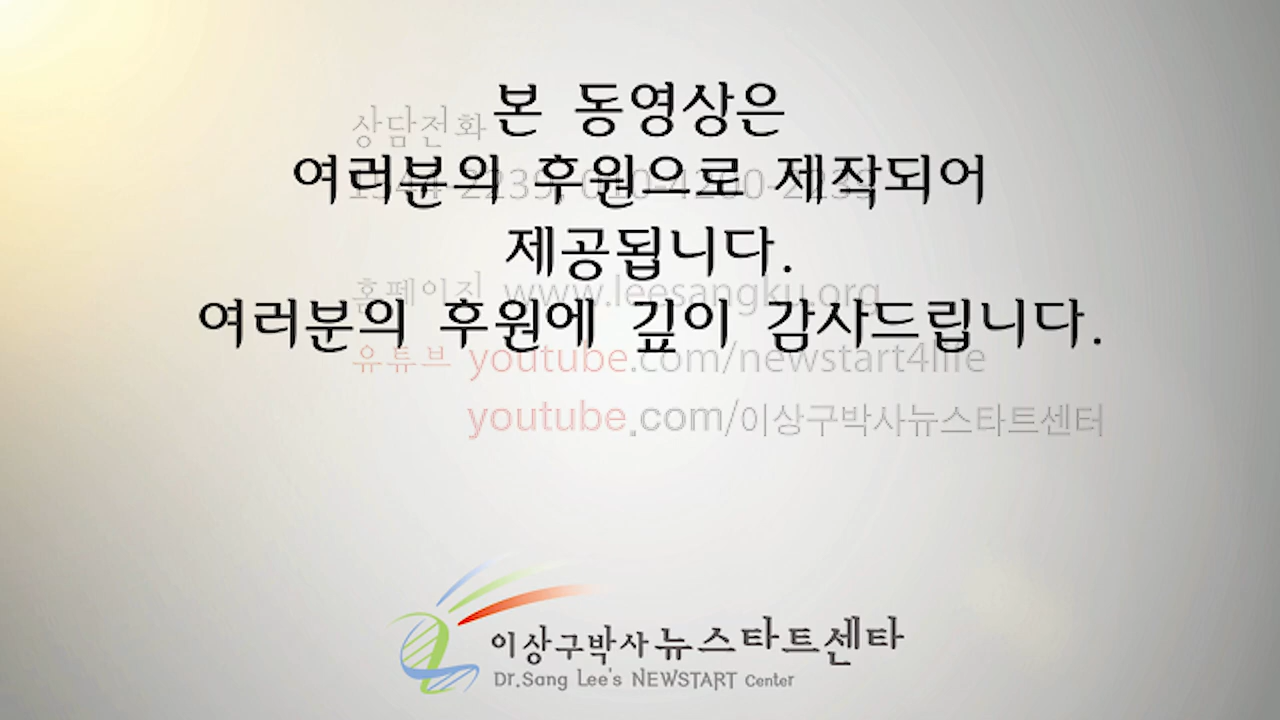 본 동영상은
상담전화
여러분의 후원으로 제작되어
제공됩니다.
홈페이지 www.leesangku.org
여러분의 후원에 깊이 감사드립니다.
유튜브 youtube.com/newstart4life
youtube.com/이상구박사뉴스타트센터
이상구박사 뉴스타트센타
Dr.Sang Lee's NEWSTART Center